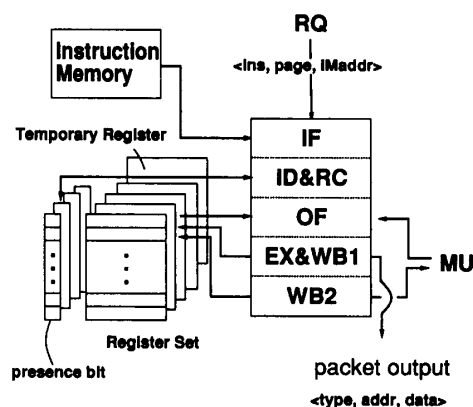 RQ
Instruction
Memory
<ins, page, IMaddr>
Temporary Register
IF
ID&RC
OF
EX&WB1
WB2
MU
Register Set
presence bit
packet output
<type, addr, data>